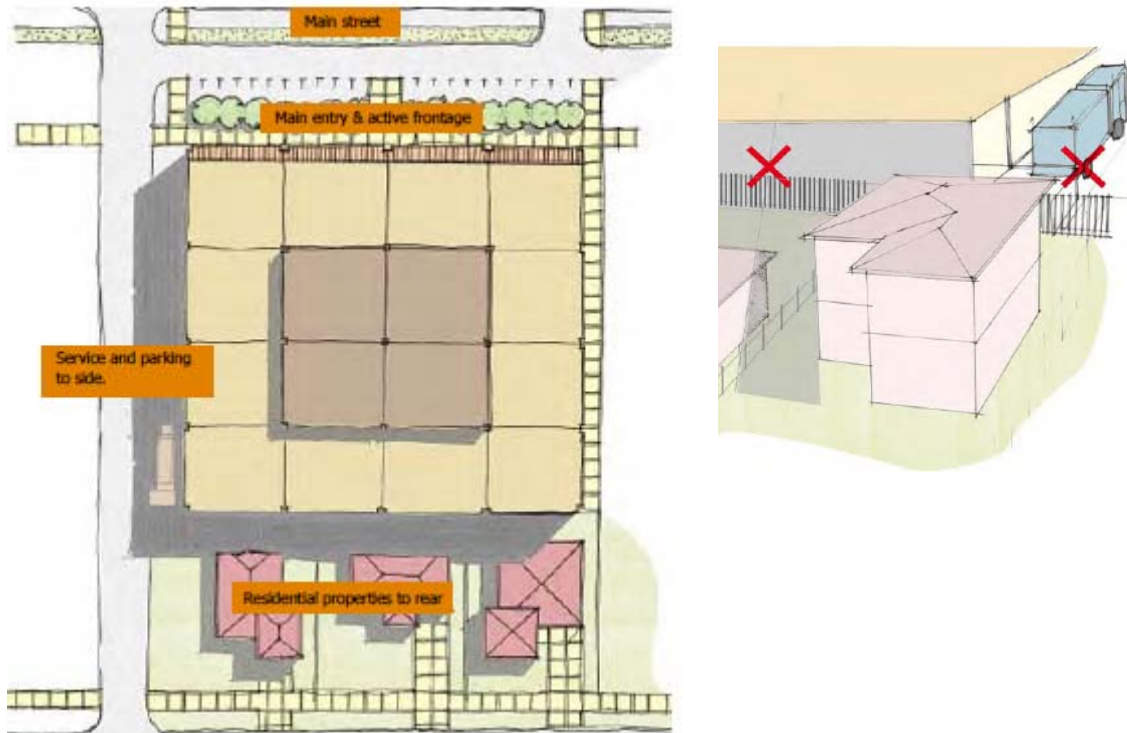 Main street
Main entry & active frontage
Service and parking
to side.
Residential properties to rear